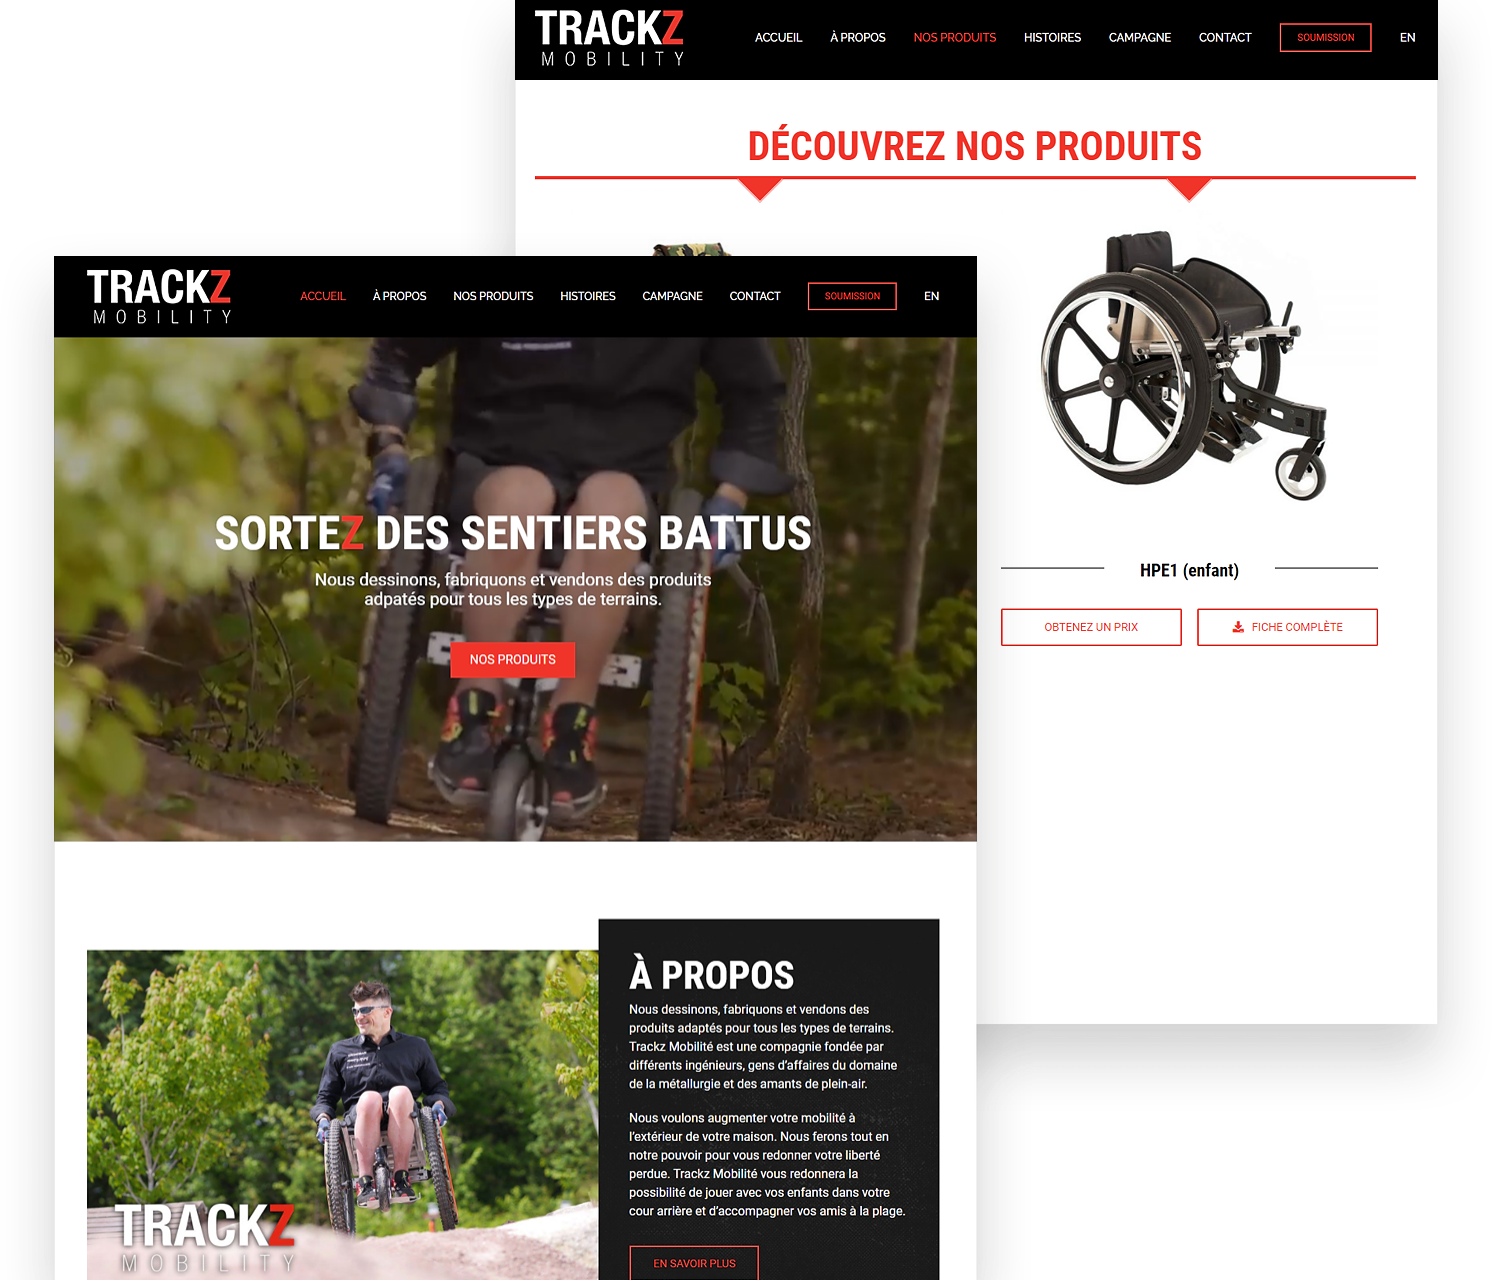 TRACKZ
MOBILITY
ACCUEIL À PROPOS NOS PRODUITS HISTOIRES CAMPAGNE CONTACT SOUMISSION EN
DÉCOUVREZ NOS PRODUITS
HPE1 (enfant)
OBTENEZ UN PRIX
FICHE COMPLÈTE
TRACKZ
MOBILITY
ACCUEIL À PROPOS NOS PRODUITS HISTOIRES CAMPAGNE CONTACT SOUMISSION EN
SORTEZ DES SENTIERS BATTUS
Nous dessinons, fabriquons et vendons des produits
adpatés pour tous les types de terrains.
NOS PRODUITS
TRACKZ
MOBILITY
À PROPOS
Nous dessinons, fabriquons et vendons des
produits adaptés pour tous les types de terrains.
Trackz Mobilité est une compagnie fondée par
différents ingénieurs, gens d'affaires du domaine
de la métallurgie et des amants de plein-air.
Nous voulons augmenter votre mobilité à
l'extérieur de votre maison. Nous ferons tout en
notre pouvoir pour vous redonner votre liberté
perdue. Trackz Mobilité vous redonnera la
possibilité de jouer avec vos enfants dans votre
cour arrière et d'accompagner vos amis à la plage.
EN SAVOIR PLUS